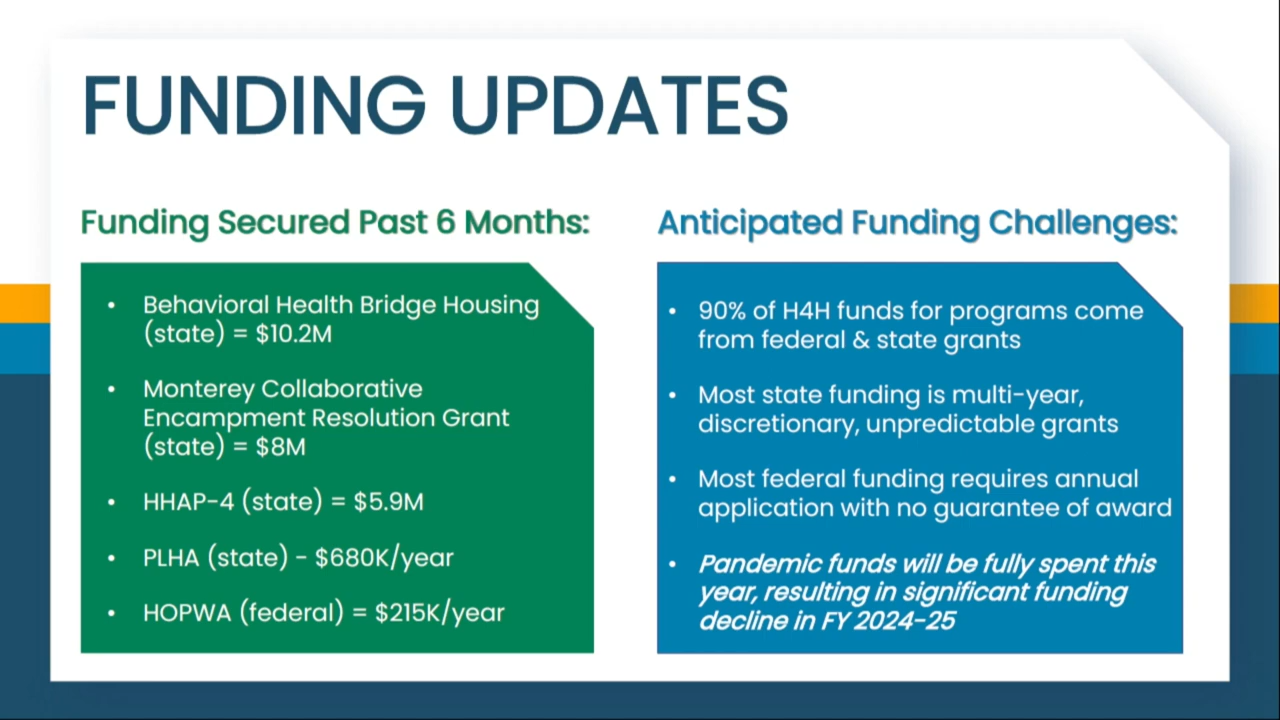 FUNDING UPDATES
Funding Secured Past 6 Months:
• Behavioral Health Bridge Housing
(state) = $10.2M
• Monterey Collaborative
Encampment Resolution Grant
(state) = $8M
• HHAP-4 (state) = $5.9M
• PLHA (state) - $680K/year
• HOPWA (federal) = $215K/year
Anticipated Funding Challenges:
• 90% of H4H funds for programs come
from federal & state grants
• Most state funding is multi-year,
discretionary, unpredictable grants
• Most federal funding requires annual
application with no guarantee of award
• Pandemic funds will be fully spent this
year, resulting in significant funding
decline in FY 2024-25